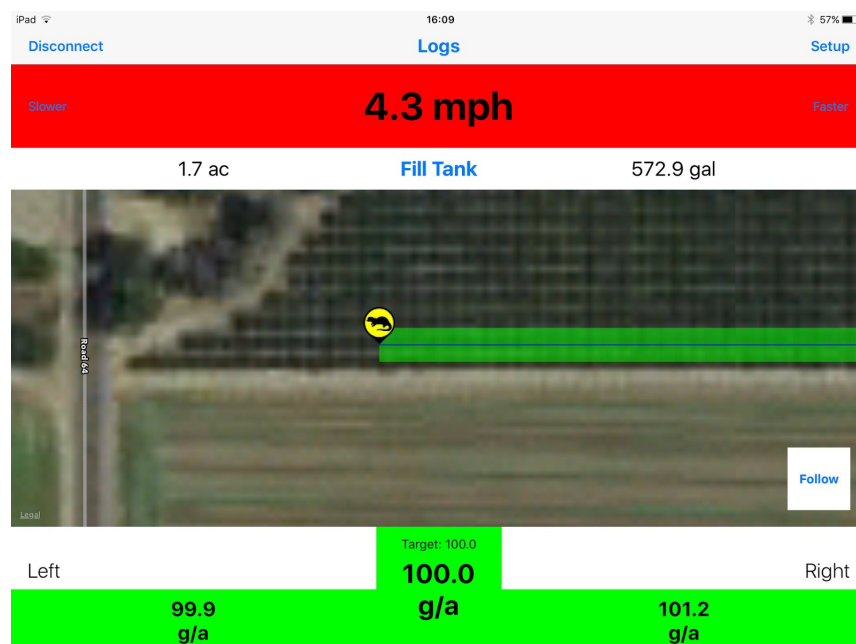 iPad 16:09 57%
Disconnect Logs Setup
Slower 4.3 mph Faster
1.7 ac Fill Tank 572.9 gal
Road 64
Follow
Legal
Target: 100.0
Left 100.0 Right
g/a
99.9 101.2
g/a g/a